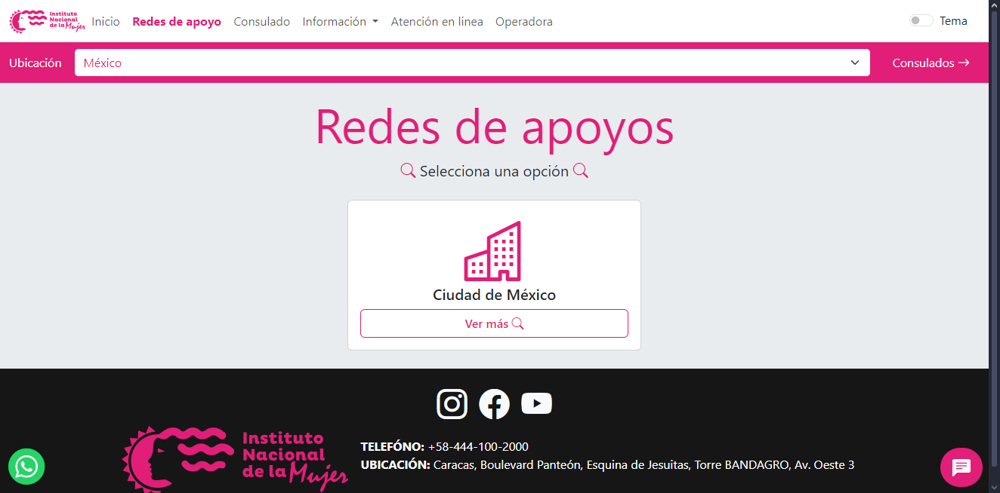 Instituto
Nacional
de la Mujer
Inicio Redes de apoyo Consulado Información Atención en linea Operadora Tema
Ubicación México Consulados →
Redes de apoyos
Selecciona una opción
Ciudad de México
Ver más
Instituto
Nacional
de la Mujer
TELEFÓNO: +58-444-100-2000
UBICACIÓN: Caracas, Boulevard Panteón, Esquina de Jesuitas, Torre BANDAGRO, Av. Oeste 3